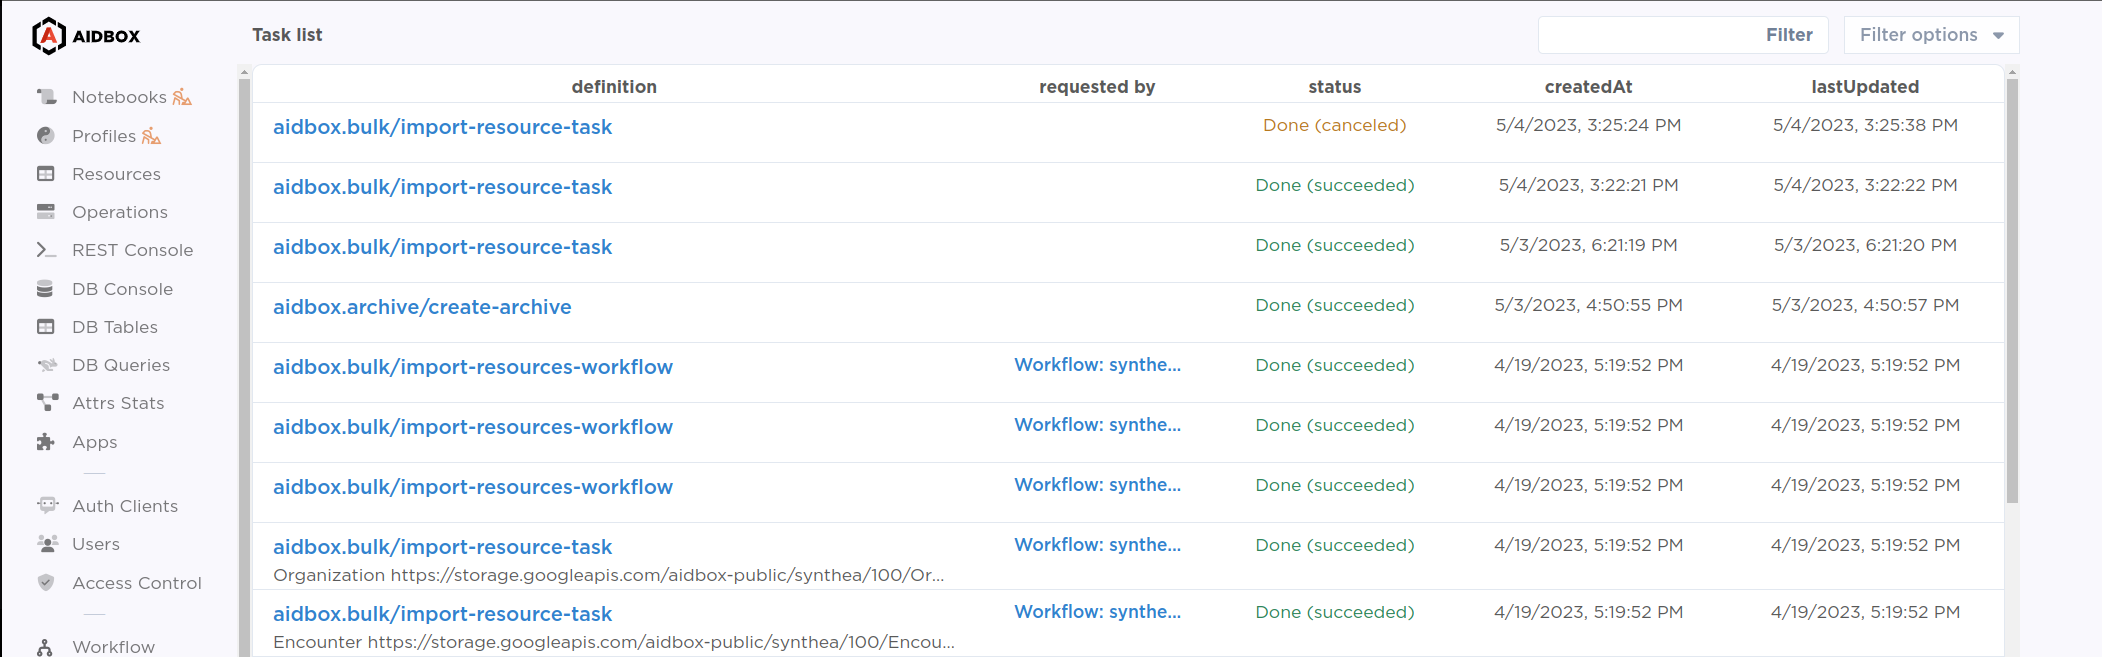 AIDBOX
Notebooks
Profiles
Resources
Operations
REST Console
DB Console
DB Tables
DB Queries
Attrs Stats
Apps
Auth Clients
Users
Access Control
Workflow
Task list
Filter
Filter options
definition requested by status createdAt lastUpdated
aidbox.bulk/import-resource-task Done (canceled) 5/4/2023, 3:25:24 PM 5/4/2023, 3:25:38 PM
aidbox.bulk/import-resource-task Done (succeeded) 5/4/2023, 3:22:21 PM 5/4/2023, 3:22:22 PM
aidbox.bulk/import-resource-task Done (succeeded) 5/3/2023, 6:21:19 PM 5/3/2023, 6:21:20 PM
aidbox.archive/create-archive Done (succeeded) 5/3/2023, 4:50:55 PM 5/3/2023, 4:50:57 PM
aidbox.bulk/import-resources-workflow Workflow: synthe... Done (succeeded) 4/19/2023, 5:19:52 PM 4/19/2023, 5:19:52 PM
aidbox.bulk/import-resources-workflow Workflow: synthe... Done (succeeded) 4/19/2023, 5:19:52 PM 4/19/2023, 5:19:52 PM
aidbox.bulk/import-resources-workflow Workflow: synthe... Done (succeeded) 4/19/2023, 5:19:52 PM 4/19/2023, 5:19:52 PM
aidbox.bulk/import-resource-task Workflow: synthe... Done (succeeded) 4/19/2023, 5:19:52 PM 4/19/2023, 5:19:52 PM
Organization https://storage.googleapis.com/aidbox-public/synthea/100/Or...
aidbox.bulk/import-resource-task Workflow: synthe... Done (succeeded) 4/19/2023, 5:19:52 PM 4/19/2023, 5:19:52 PM
Encounter https://storage.googleapis.com/aidbox-public/synthea/100/Encou...